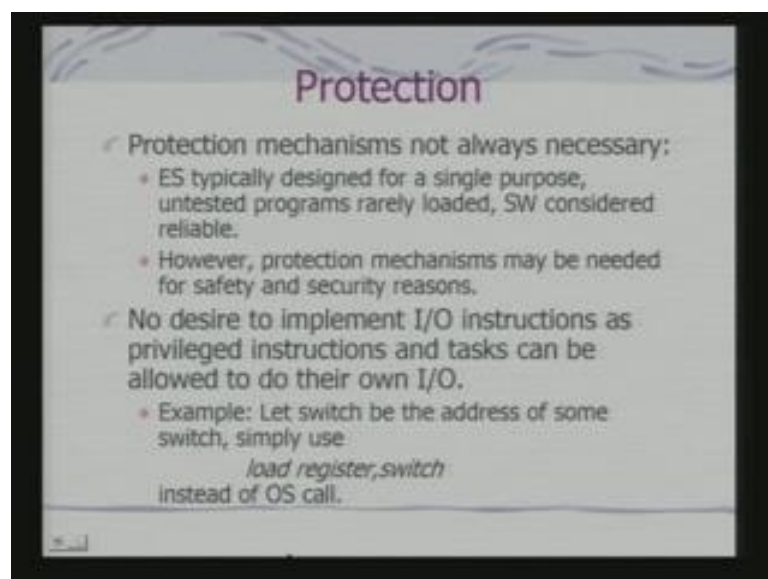 Protection
Protection mechanisms not always necessary:
ES typically designed for a single purpose,
untested programs rarely loaded, SW considered
reliable.
However, protection mechanisms may be needed
for safety and security reasons.
No desire to implement I/O instructions as
privileged instructions and tasks can be
allowed to do their own I/O.
Example: Let switch be the address of some
switch, simply use
load register,switch
instead of OS call.